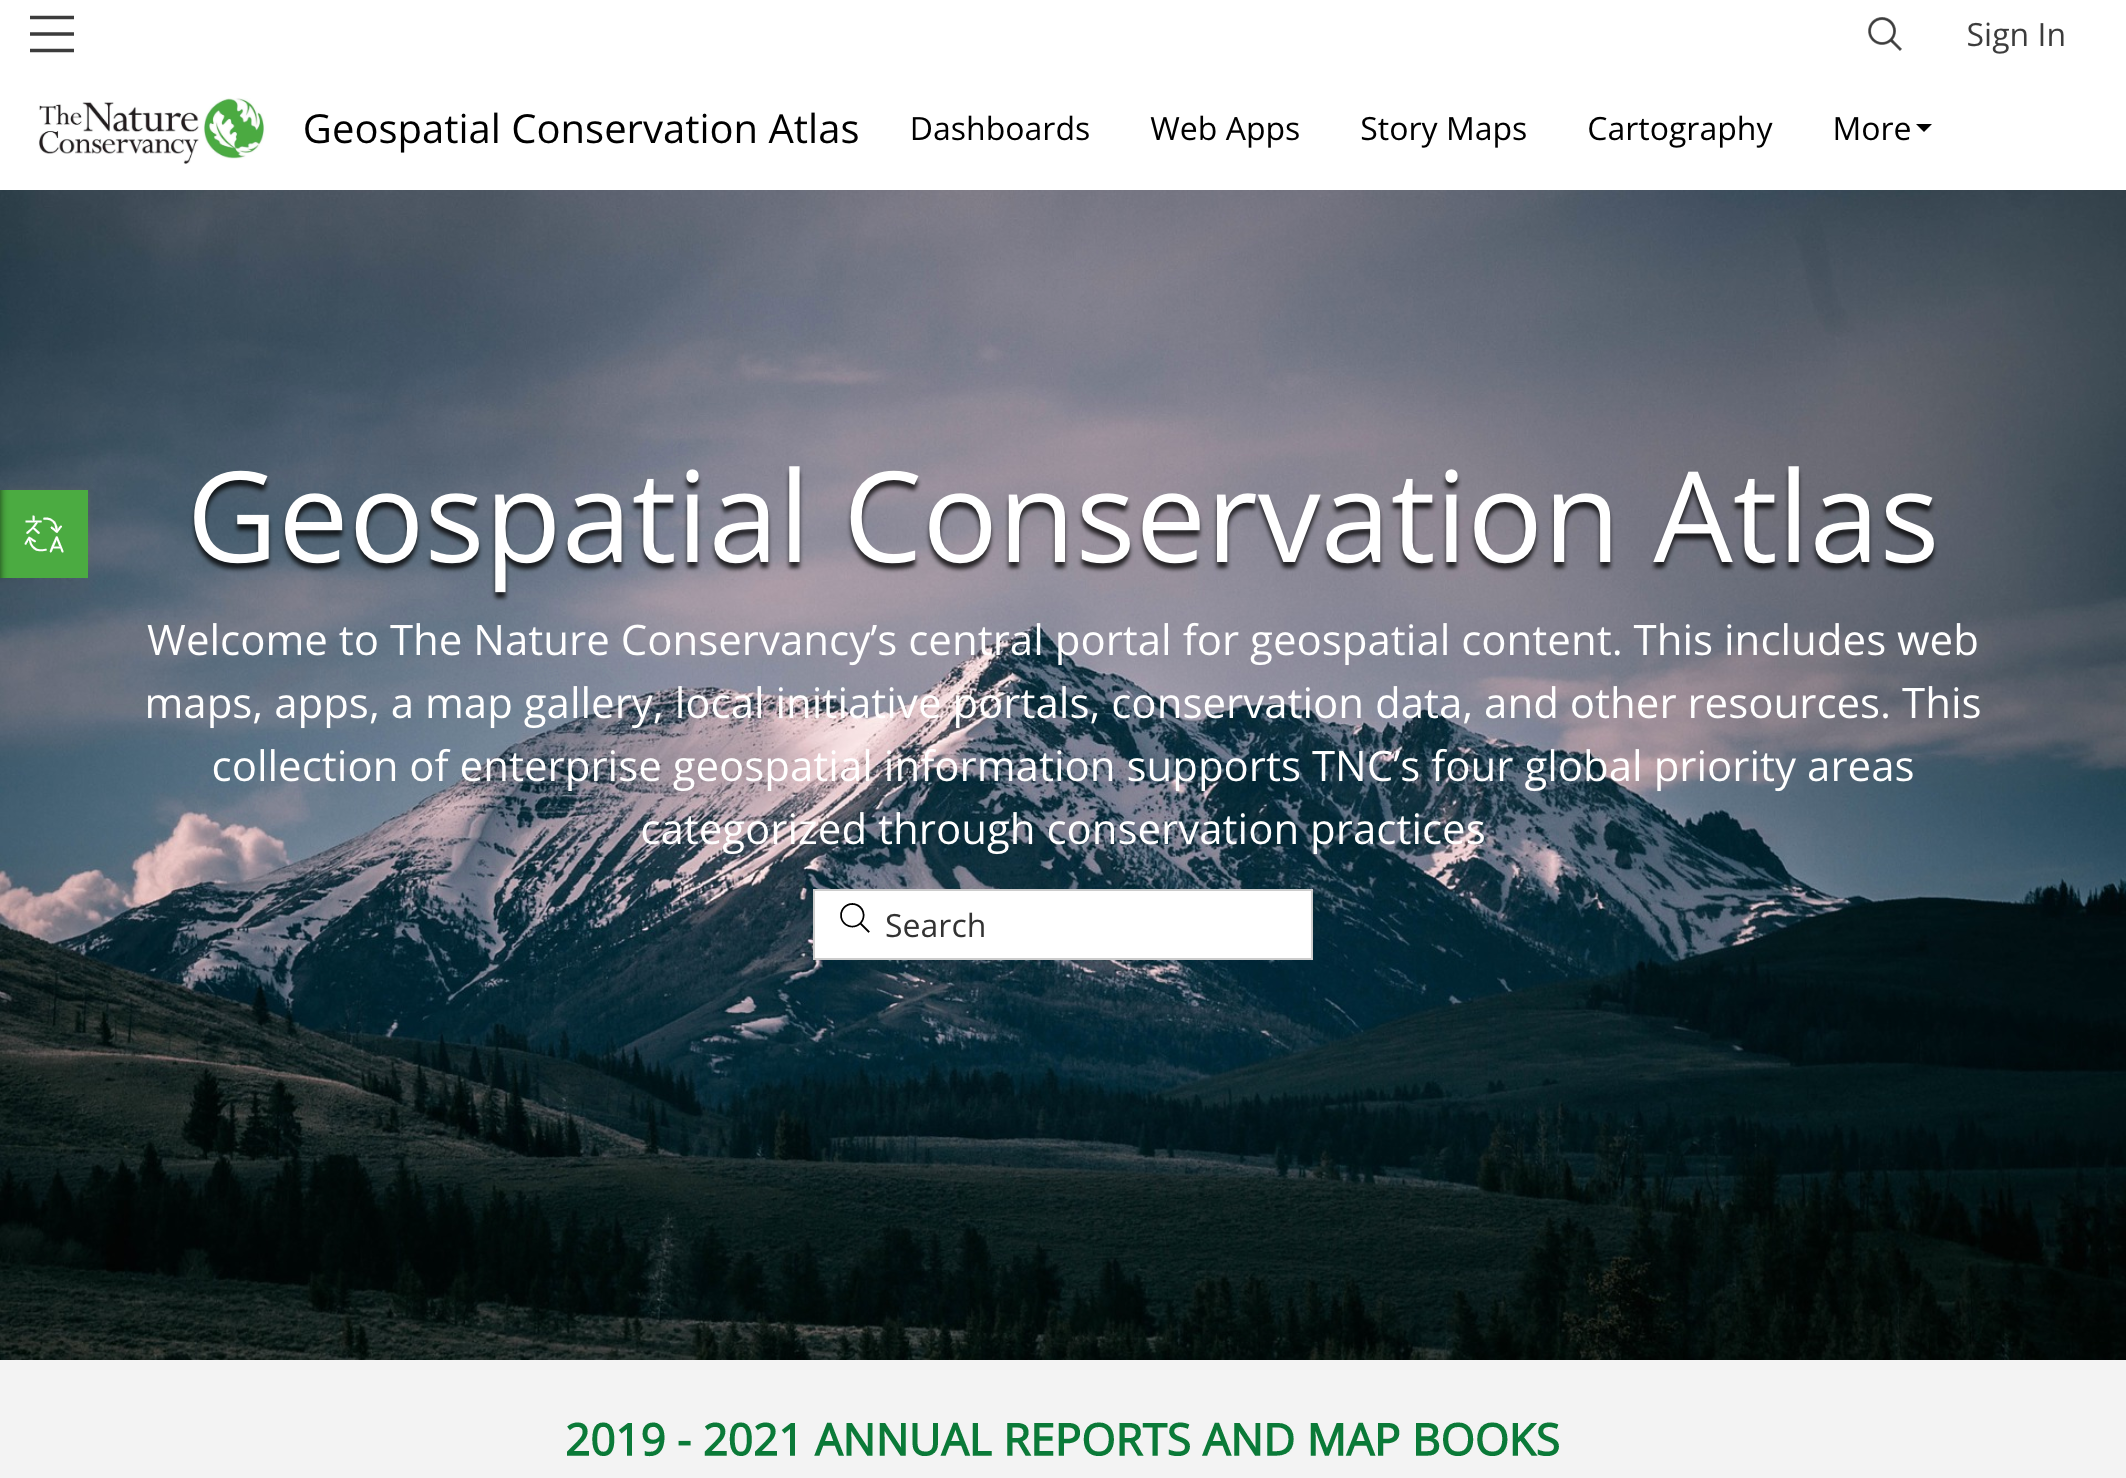 Sign In
The Nature
Conservancy
Geospatial Conservation Atlas
Dashboards
Web Apps
Story Maps
Cartography
More
Geospatial Conservation Atlas
文 A
Welcome to The Nature Conservancy’s central portal for geospatial content. This includes web
maps, apps, a map gallery, local initiative portals, conservation data, and other resources. This
collection of enterprise geospatial information supports TNC’s four global priority areas
categorized through conservation practices
Search
2019 - 2021 ANNUAL REPORTS AND MAP BOOKS